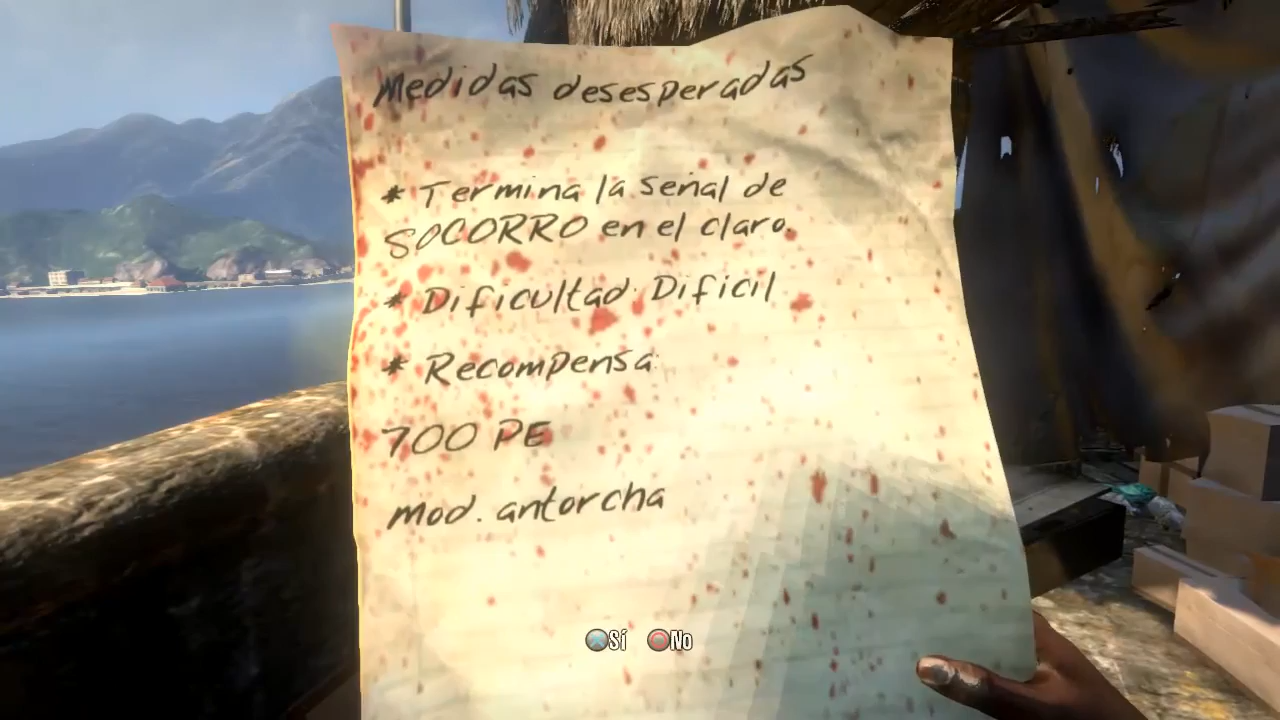 Medidas desesperadas
* Termina la señal de
SOCORRO en el claro.
* Dificultad: Difícil
* Recompensa:
700 PE
Mod. antorcha
Sí No